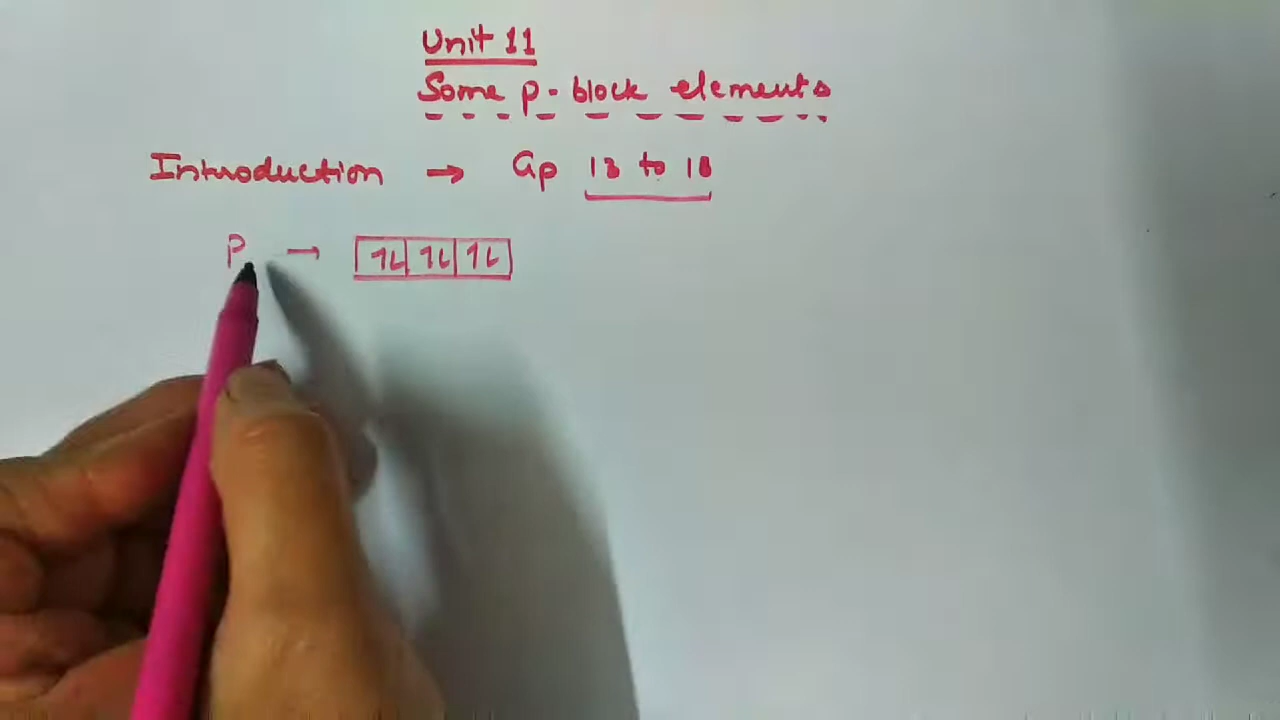 Unit 11
Some p-block elements
Introduction → Gp 13 to 18
P → 1L 1L 1L